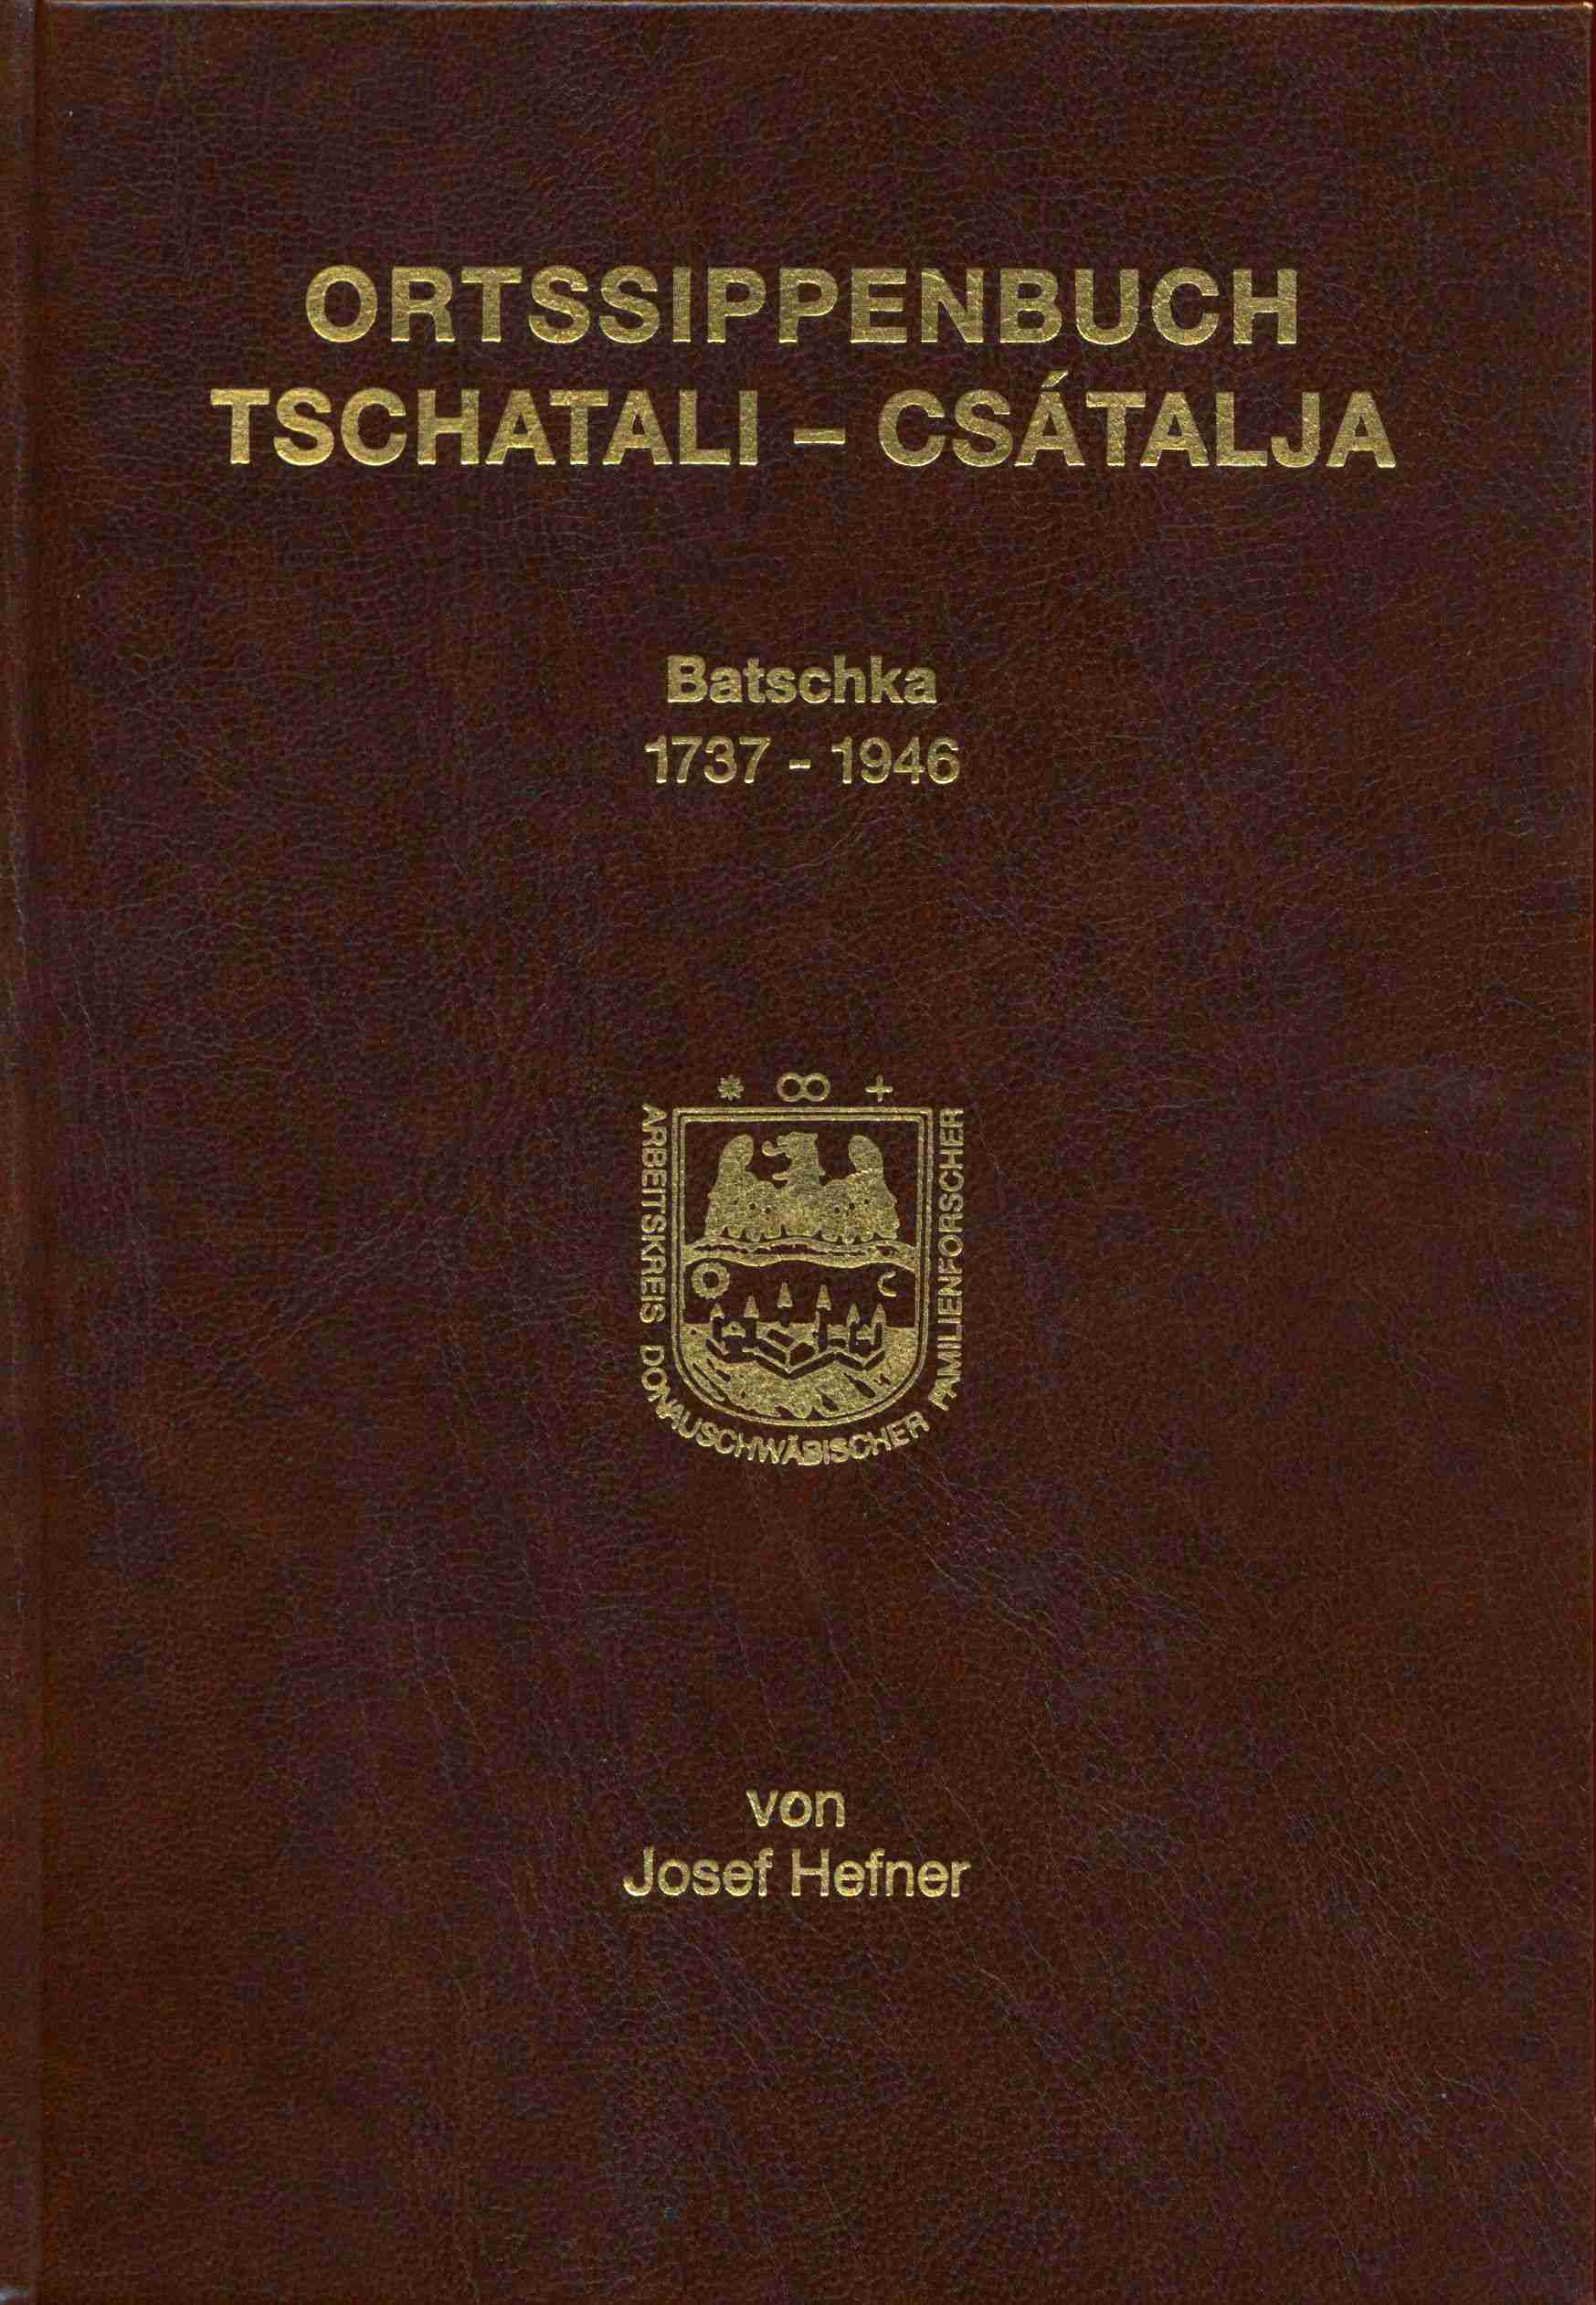 ORTSSIPPENBUCH
TSCHATALI – CSÁTALJA
Batschka
1737 - 1946
* ∞ +
ARBEITSKREIS DONAUSCHWÄBISCHER FAMILIENFORSCHER
von
Josef Hefner